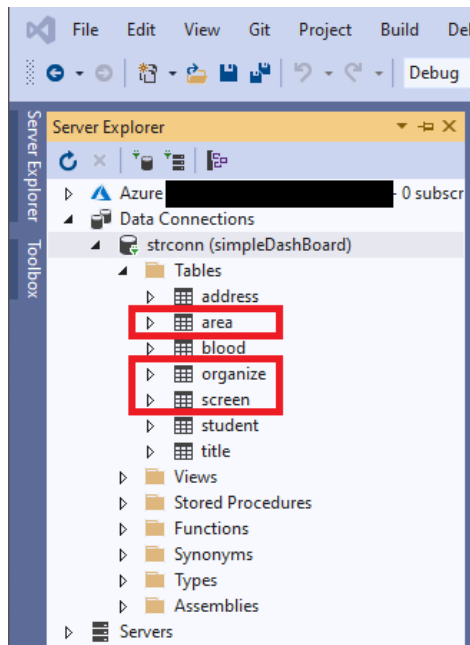 File Edit View Git Project Build De
Debug
Server Explorer
Toolbox
Server Explorer
Azure - 0 subscr
Data Connections
strconn (simpleDashBoard)
Tables
address
area
blood
organize
screen
student
title
Views
Stored Procedures
Functions
Synonyms
Types
Assemblies
Servers